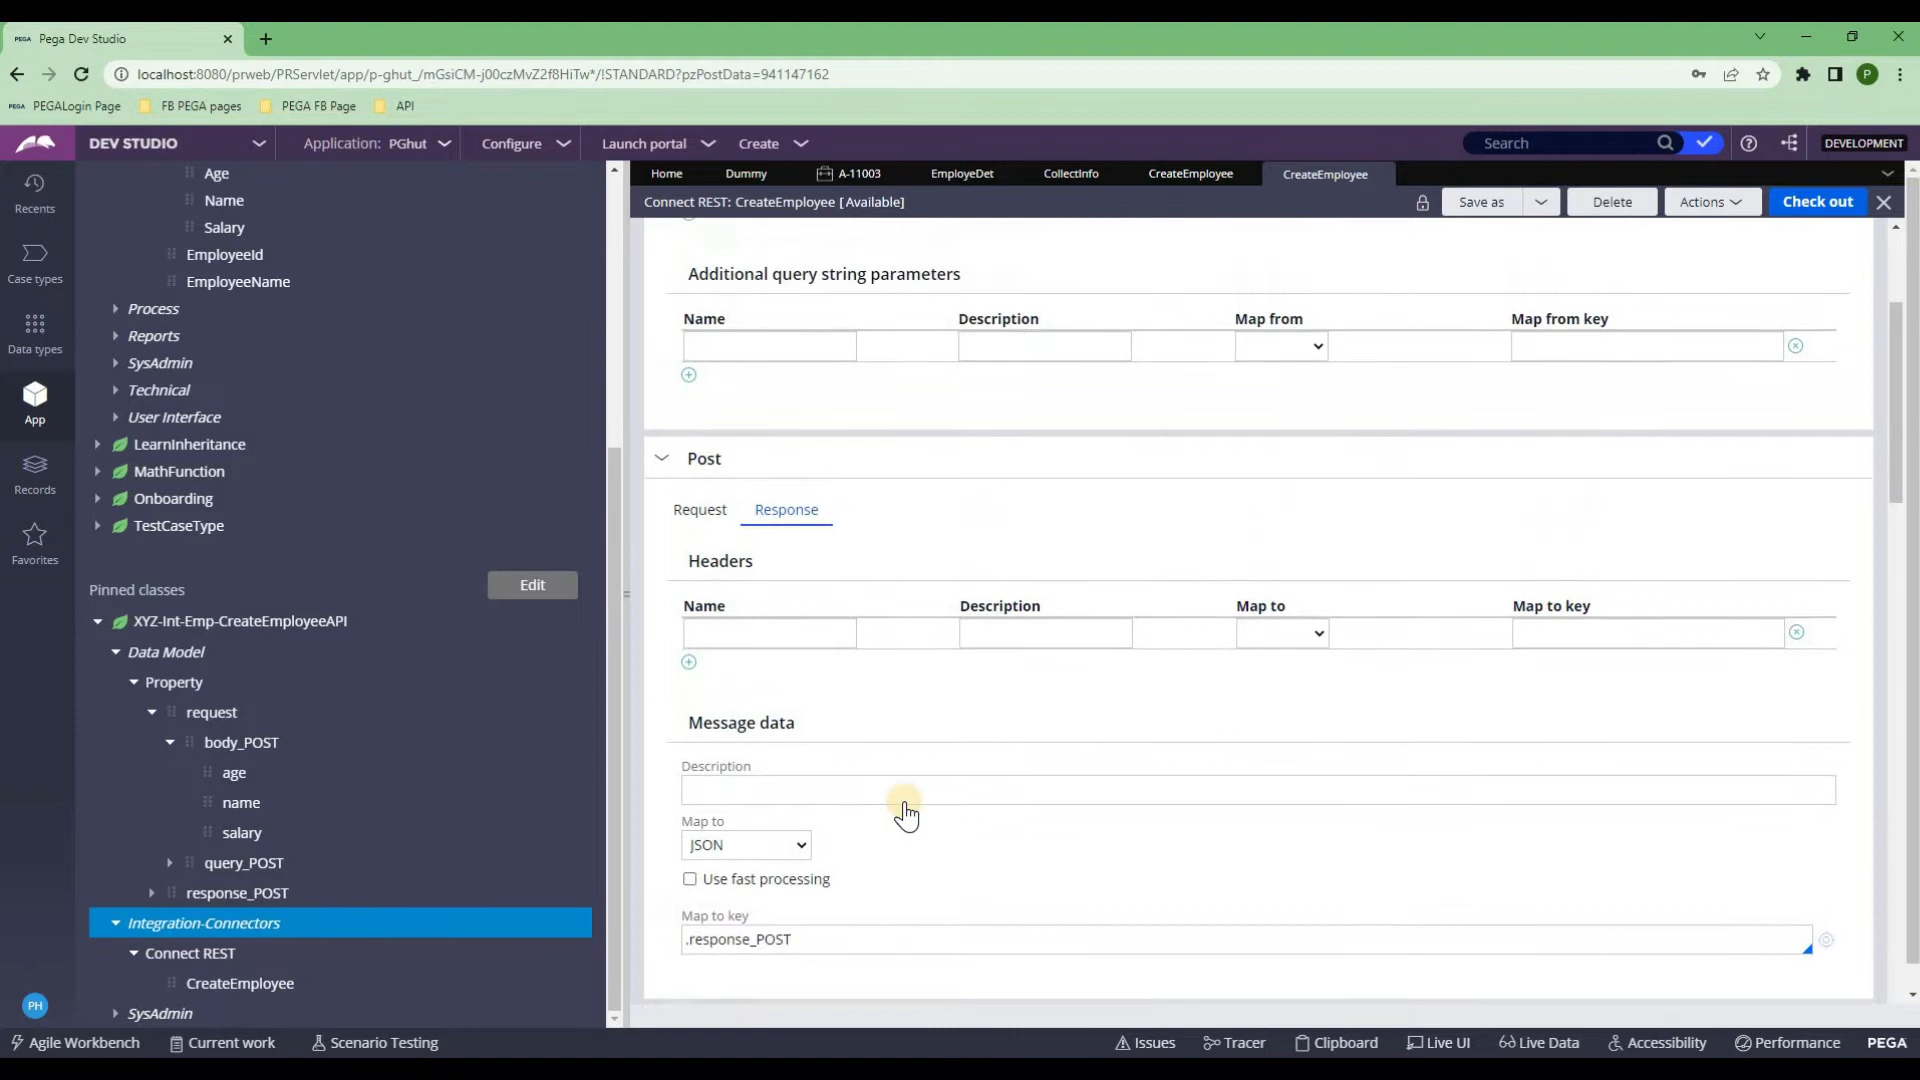 PEGA Pega Dev Studio
localhost:8080/prweb/PRServlet/app/p-ghut_/mGsiCM-j00czMvZ2f8HiTw*/!STANDARD?pzPostData=941147162
P
PEGA PEGALogin Page FB PEGA pages PEGA FB Page API
DEV STUDIO Application: PGhut Configure Launch portal Create Search DEVELOPMENT
Recents
Case types
Data types
App
Records
Favorites
PH
Age
Name
Salary
EmployeeId
EmployeeName
Process
Reports
SysAdmin
Technical
User Interface
LearnInheritance
MathFunction
Onboarding
TestCaseType
Pinned classes Edit
XYZ-Int-Emp-CreateEmployeeAPI
Data Model
Property
request
body_POST
age
name
salary
query_POST
response_POST
Integration-Connectors
Connect REST
CreateEmployee
SysAdmin
Home Dummy A-11003 EmployeDet CollectInfo CreateEmployee CreateEmployee
Connect REST: CreateEmployee [Available] Save as Delete Actions Check out
Additional query string parameters
Name Description Map from Map from key
Post
Request Response
Headers
Name Description Map to Map to key
Message data
Description
Map to
JSON
Use fast processing
Map to key
.response_POST
Agile Workbench Current work Scenario Testing Issues Tracer Clipboard Live UI Live Data Accessibility Performance PEGA